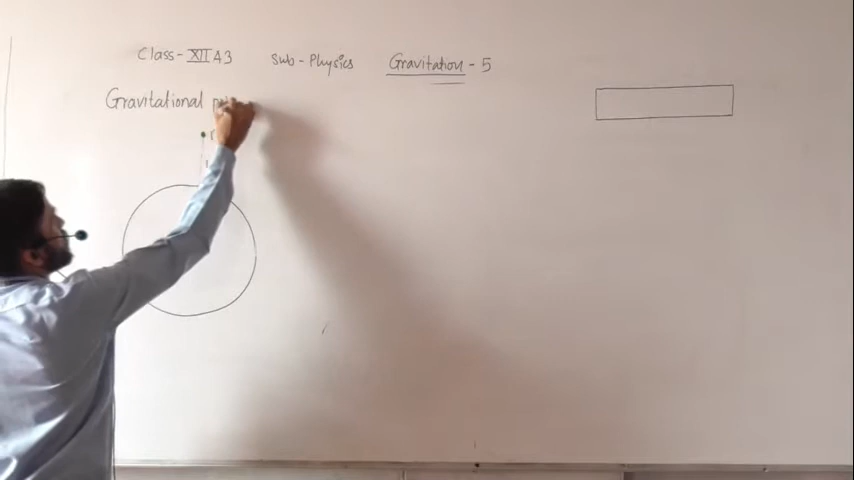 Class - XII A3 Sub - Physics Gravitation - 5
Gravitational